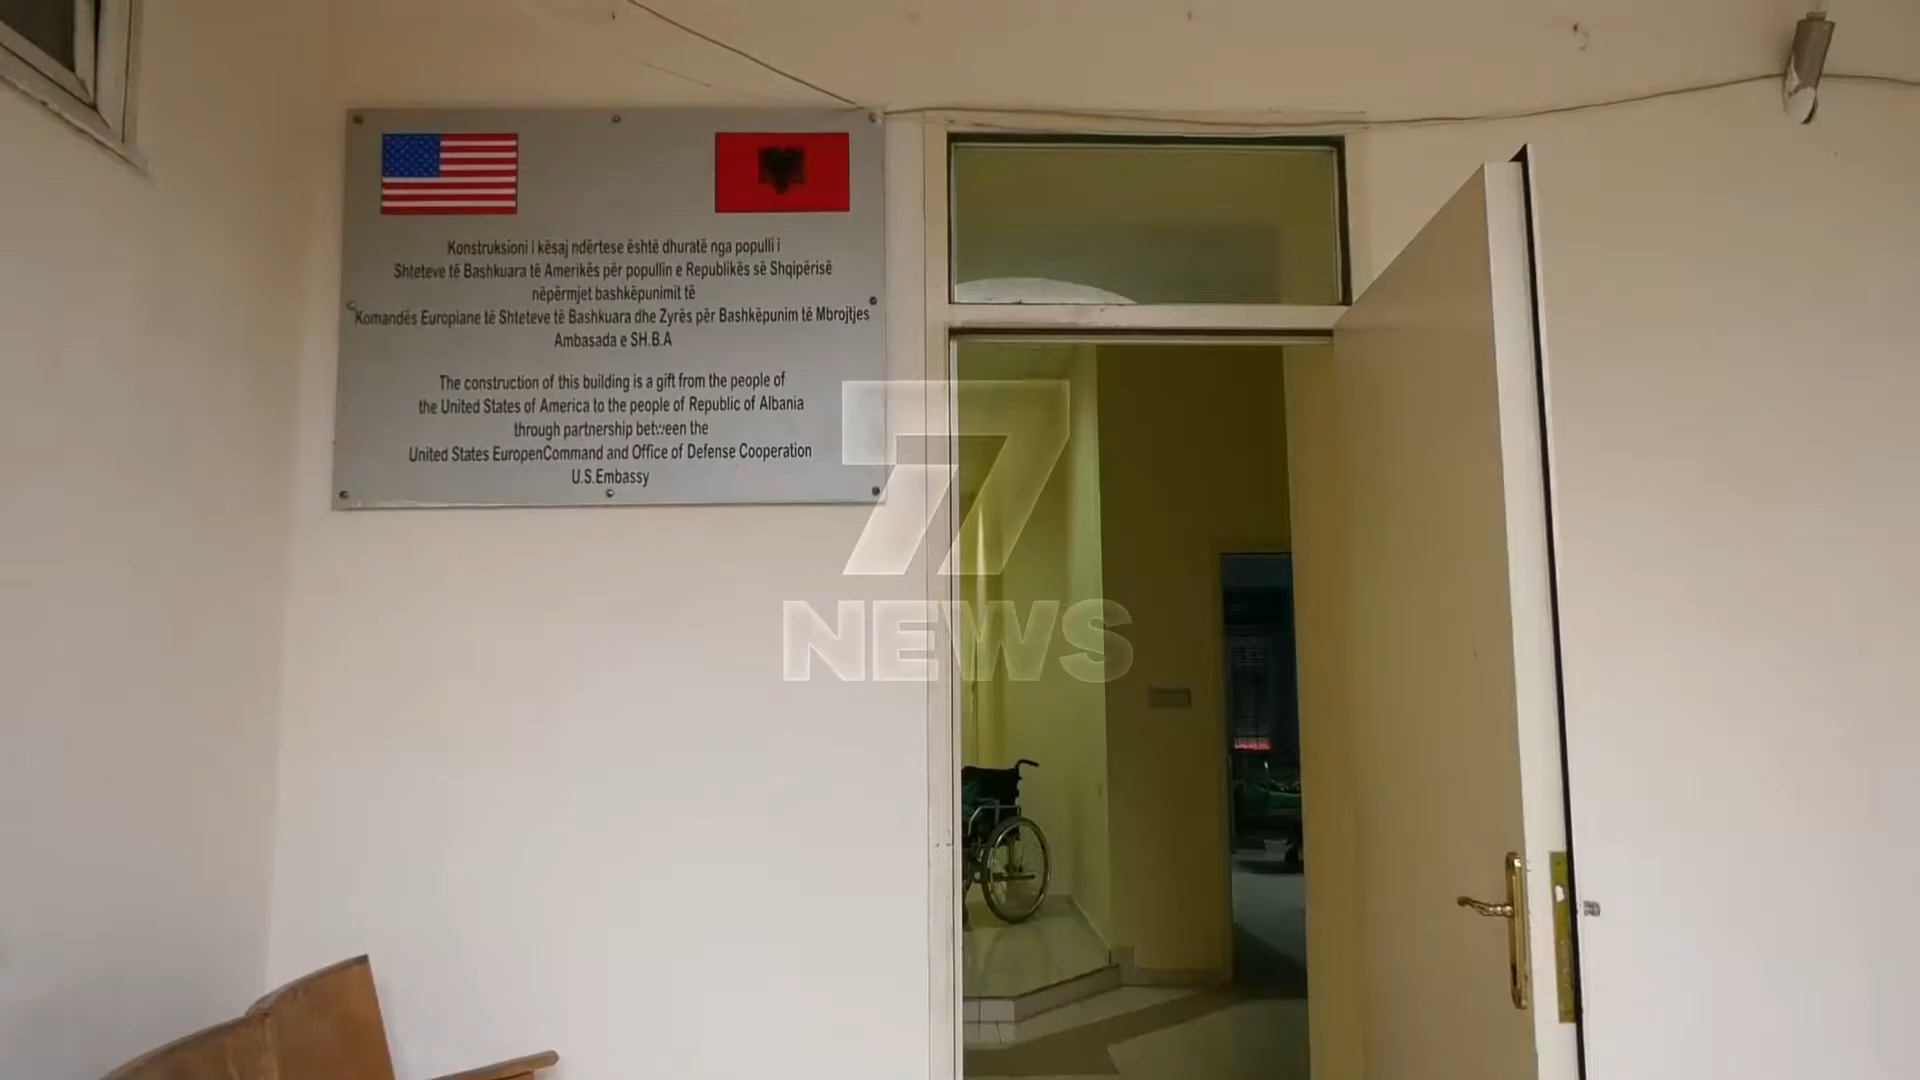 Konstruksioni i kësaj ndërtese është dhuratë nga populli i
Shteteve të Bashkuara të Amerikës për popullin e Republikës së Shqipërisë
nëpërmjet bashkëpunimit të
Komandës Europiane të Shteteve të Bashkuara dhe Zyrës për Bashkëpunim të Mbrojtjes
Ambasada e SH.B.A
The construction of this building is a gift from the people of
the United States of America to the people of Republic of Albania
through partnership between the
United States EuropenCommand and Office of Defense Cooperation
U.S.Embassy
7
NEWS